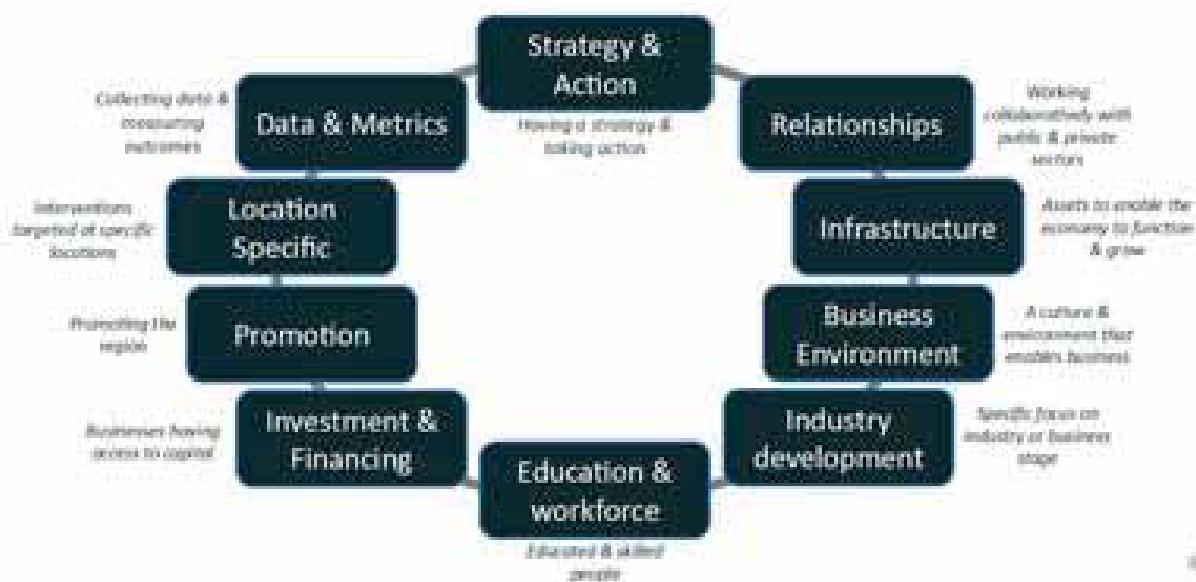 Strategy &
Action
Having a strategy &
taking action
Relationships
Working
collaboratively with
public & private
sectors
Infrastructure
Assets to enable the
economy to function
& grow
Business
Environment
A culture &
environment that
enables business
Industry
development
Specific focus on
industry or business
stage
Education &
workforce
Educated & skilled
people
Investment &
Financing
Businesses having
access to capital
Promotion
Promoting the
region
Location
Specific
Interventions
targeted at specific
locations
Data & Metrics
Collecting data &
measuring
outcomes